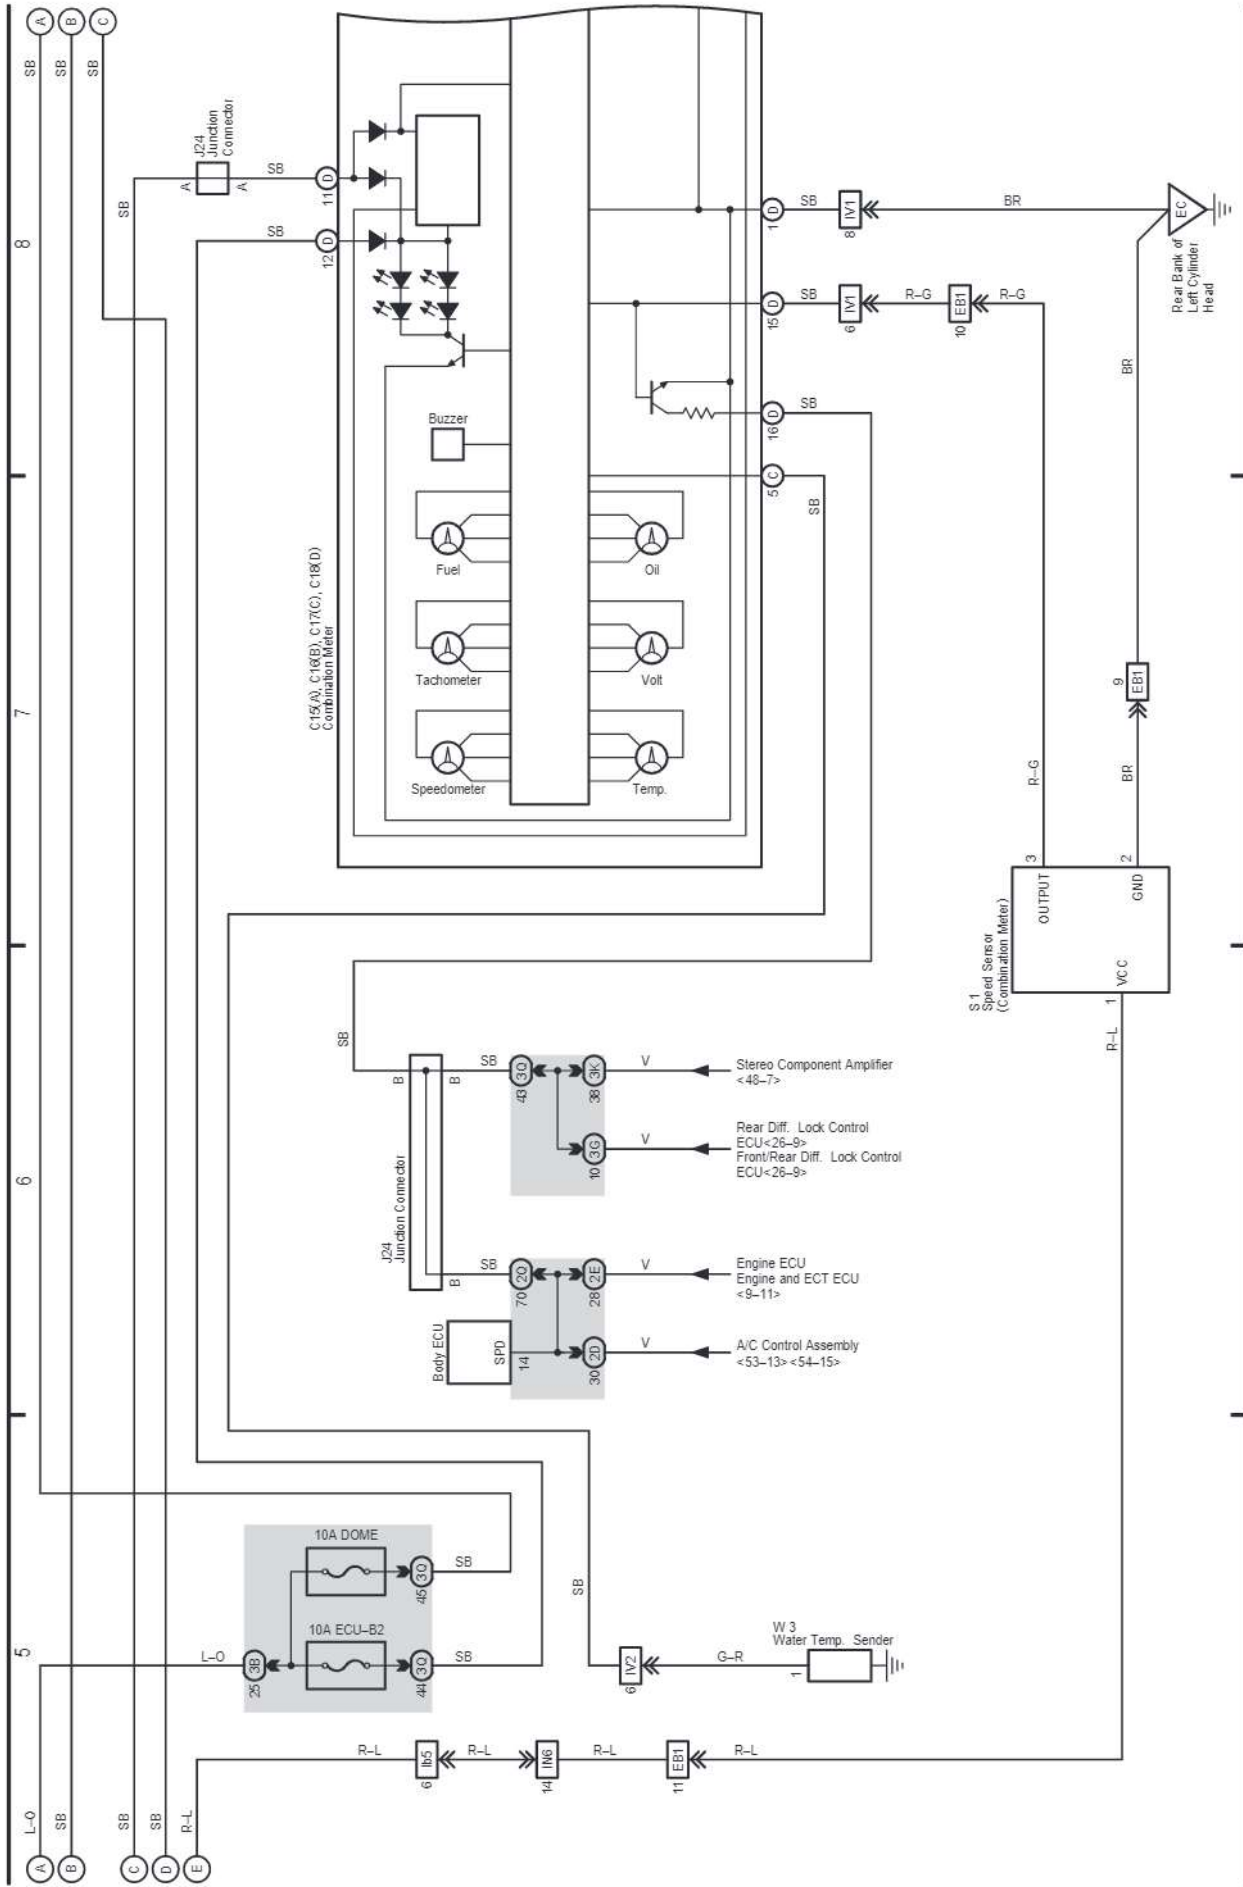 A
B
C
SB
SB
SB
J24
Junction
Connector
A
A
SB
SB
11
D
8
SB
12
D
1
D
SB
8
IV1
BR
EC
Rear Bank of
Left Cylinder
Head
15
D
SB
6
IV1
R–G
10
EB1
R–G
BR
16
D
SB
Buzzer
5
C
SB
C15(A), C16(B), C17(C), C18(D)
Combination Meter
Fuel
Oil
Tachometer
Volt
Speedometer
Temp.
7
9
EB1
R–G
BR
3
2
OUTPUT
GND
S 1
Speed Sensor
(Combination Meter)
VCC
1
R–L
SB
B
B
SB
43
3Q
38
3K
V
Stereo Component Amplifier
<48–7>
10
3G
V
Rear Diff. Lock Control
ECU<26–9>
Front/Rear Diff. Lock Control
ECU<26–9>
6
J24
Junction Connector
B
SB
70
2Q
28
2E
V
Engine ECU
Engine and ECT ECU
<9–11>
Body ECU
SPD
14
30
2D
V
A/C Control Assembly
<53–13><54–15>
10A DOME
45
3Q
SB
SB
10A ECU–B2
5
L–O
25
3B
44
3Q
SB
6
IV2
G–R
W 3
Water Temp. Sender
1
R–L
6
Ib5
R–L
14
IN6
R–L
11
EB1
R–L
L–O
SB
SB
SB
R–L
A
B
C
D
E